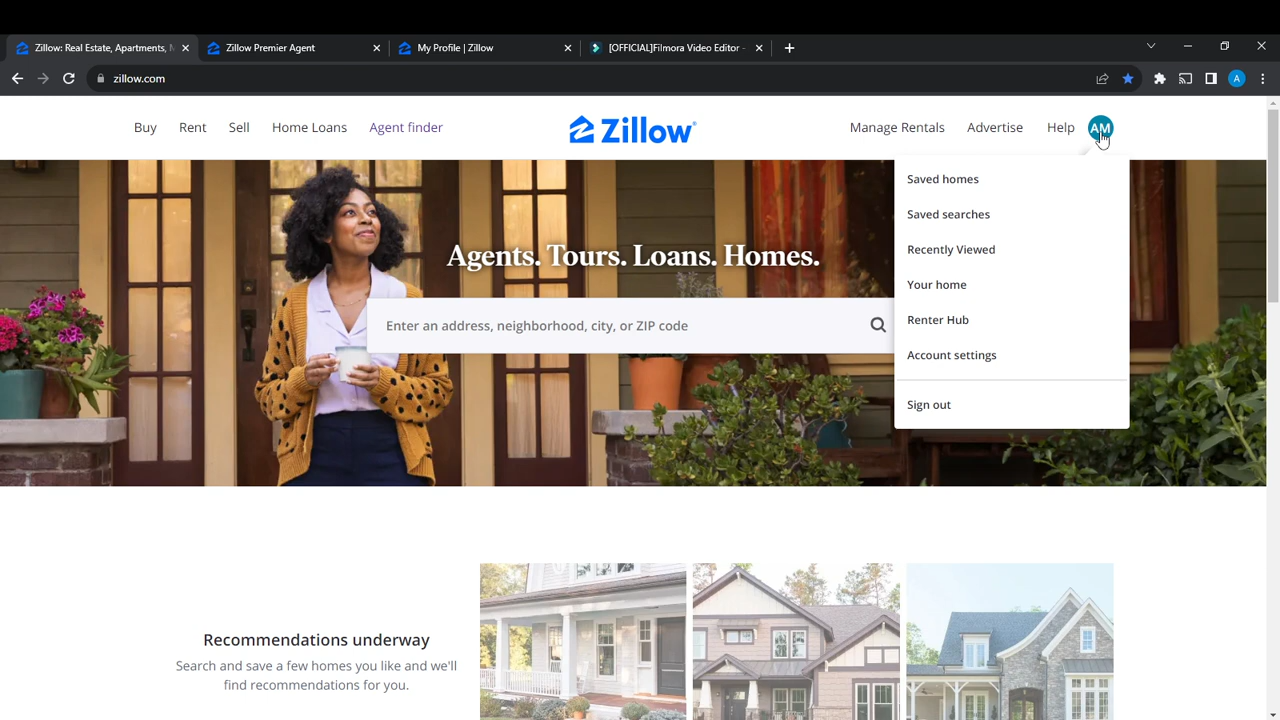 Zillow: Real Estate, Apartments, M
Zillow Premier Agent
My Profile | Zillow
[OFFICIAL]Filmora Video Editor -
zillow.com
A
Buy Rent Sell Home Loans Agent finder
Zillow
Manage Rentals Advertise Help AM
Saved homes
Saved searches
Recently Viewed
Your home
Renter Hub
Account settings
Sign out
Agents. Tours. Loans. Homes.
Enter an address, neighborhood, city, or ZIP code
Recommendations underway
Search and save a few homes you like and we'll
find recommendations for you.